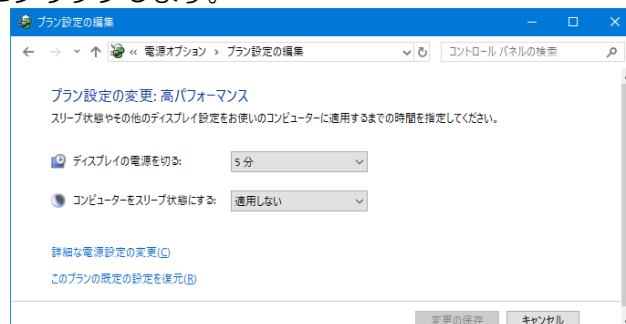 クリックします。
プラン設定の編集
« 電源オプション › プラン設定の編集
コントロール パネルの検索
プラン設定の変更: 高パフォーマンス
スリープ状態やその他のディスプレイ設定をお使いのコンピューターに適用するまでの時間を指定してください。
ディスプレイの電源を切る: 5 分
コンピューターをスリープ状態にする: 適用しない
詳細な電源設定の変更(C)
このプランの既定の設定を復元(R)
変更の保存 キャンセル